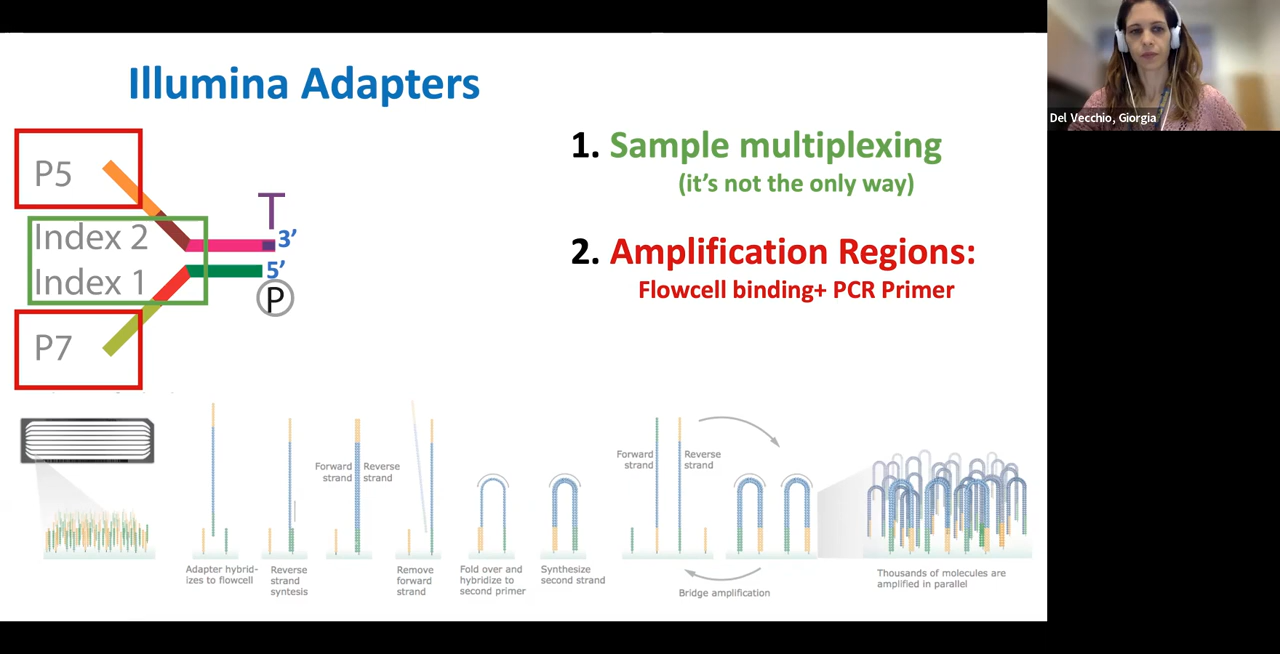 Illumina Adapters
P5
Index 2
Index 1
P7
T
3’
5’
P
1. Sample multiplexing
(it’s not the only way)
2. Amplification Regions:
Flowcell binding+ PCR Primer
Del Vecchio, Giorgia
Adapter hybrid-
izes to flowcell
Reverse
strand
syntesis
Forward
strand
Reverse
strand
Remove
forward
strand
Fold over and
hybridize to
second primer
Synthesize
second strand
Forward
strand
Reverse
strand
Bridge amplification
Thousands of molecules are
amplified in parallel